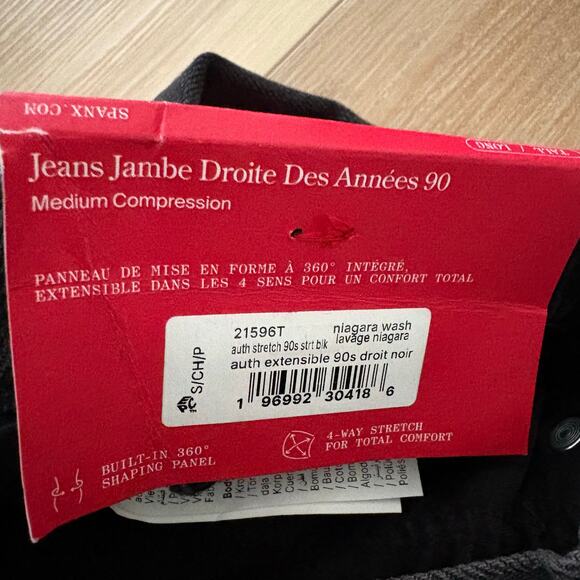 SPANX.COM
TALL / LONG
Jeans Jambe Droite Des Années 90
Medium Compression
PANNEAU DE MISE EN FORME À 360° INTÉGRÉ.
EXTENSIBLE DANS LES 4 SENS POUR UN CONFORT TOTAL
S/CH/P
21596T niagara wash
auth stretch 90s strt blk lavage niagara
auth extensible 90s droit noir
1 96992 30418 6
BUILT-IN 360°
SHAPING PANEL
4-WAY STRETCH
FOR TOTAL COMFORT